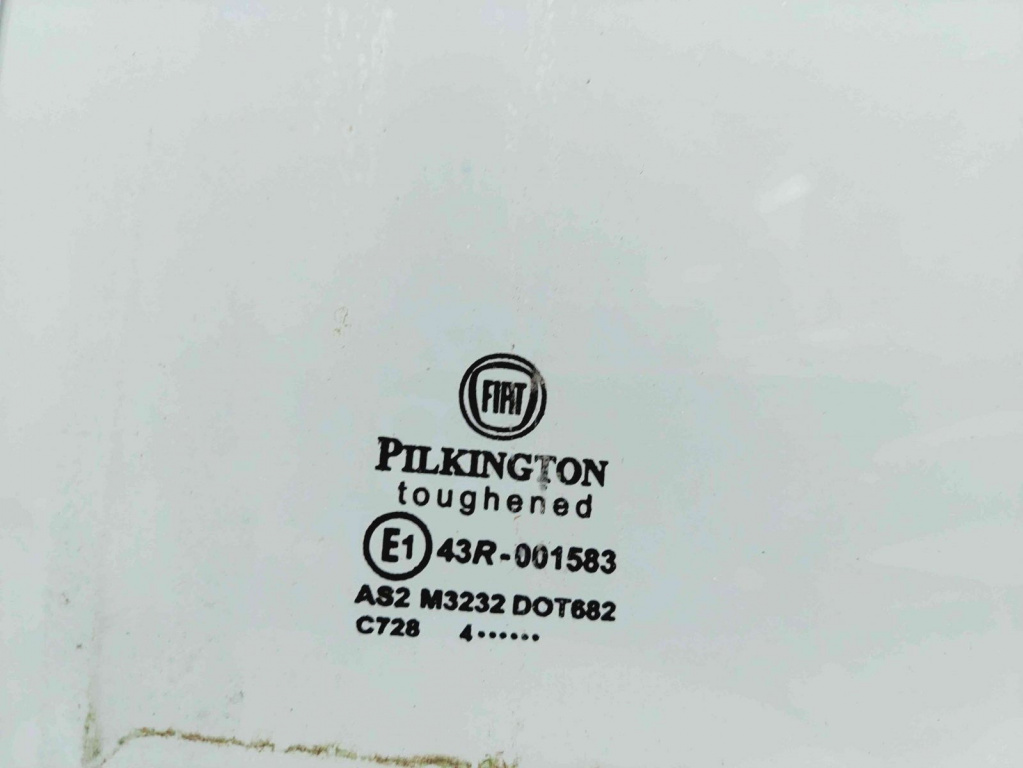 FIAT
PILKINGTON
toughened
E1 43R-001583
AS2 M3232 DOT682
C728 4······